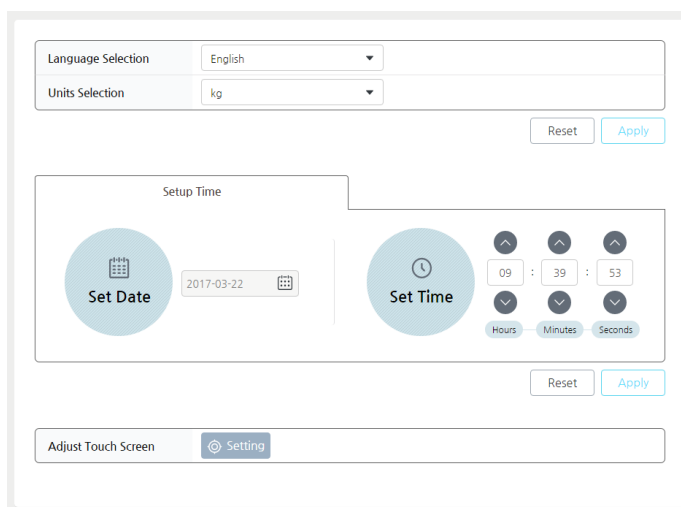 Language Selection English
Units Selection kg
Reset Apply
Setup Time
Set Date
2017-03-22
Set Time
09 : 39 : 53
Hours Minutes Seconds
Reset Apply
Adjust Touch Screen Setting